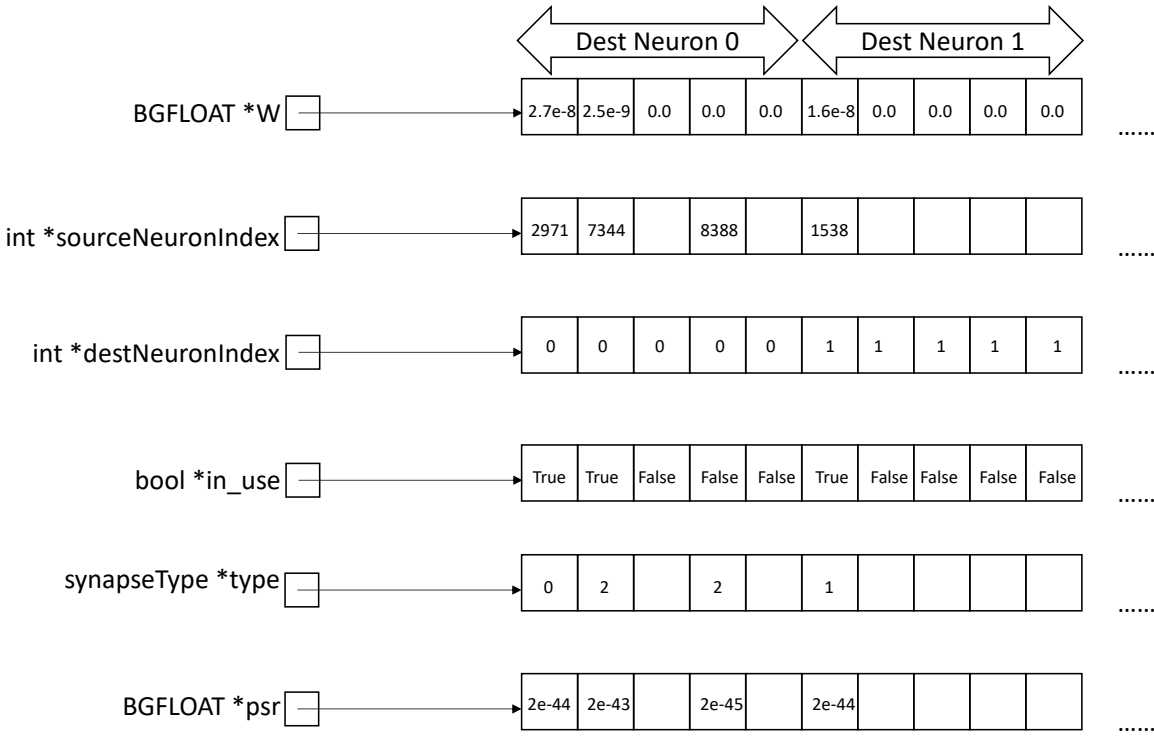 Dest Neuron 0 Dest Neuron 1
BGFLOAT *W 2.7e-8 2.5e-9 0.0 0.0 0.0 1.6e-8 0.0 0.0 0.0 0.0 ......
int *sourceNeuronIndex 2971 7344 8388 1538 ......
int *destNeuronIndex 0 0 0 0 0 1 1 1 1 1 ......
bool *in_use True True False False False True False False False False ......
synapseType *type 0 2 2 1 ......
BGFLOAT *psr 2e-44 2e-43 2e-45 2e-44 ......